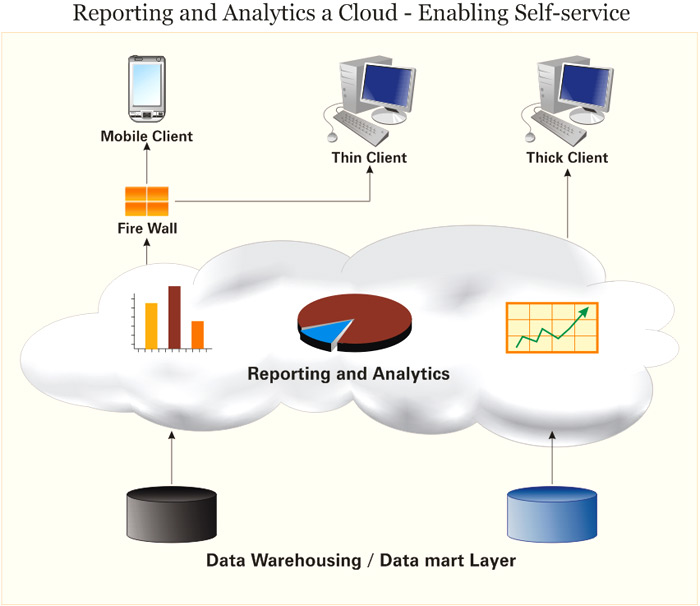 Reporting and Analytics a Cloud - Enabling Self-service
Mobile Client
Thin Client
Thick Client
Fire Wall
Reporting and Analytics
Data Warehousing / Data mart Layer